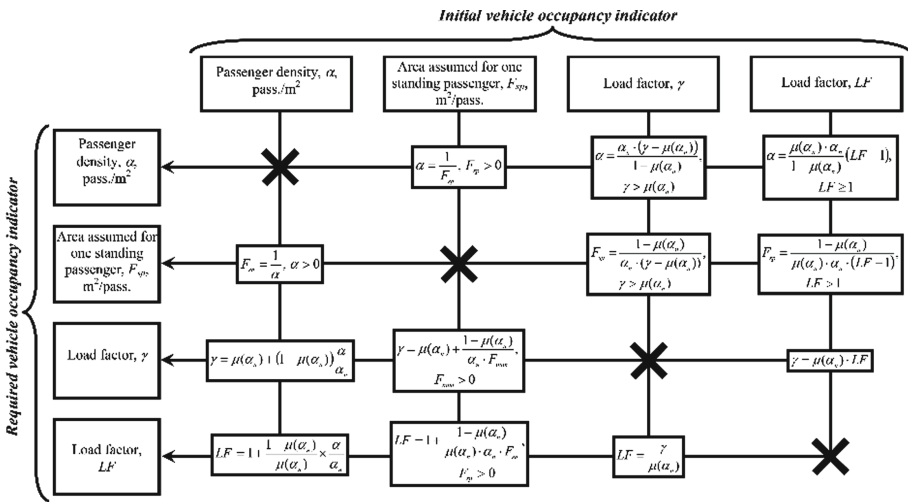 Initial vehicle occupancy indicator
Passenger density, α,
pass./m²
Area assumed for one
standing passenger, F_sp,
m²/pass.
Load factor, γ
Load factor, LF
Required vehicle occupancy indicator
Passenger
density, α,
pass./m²
α = 1/F_sp, F_sp > 0
α = α_n · (γ − μ(α_n)) / (1 − μ(α_n)),
γ > μ(α_n)
α = μ(α_n) · α_n / (1 μ(α_n)) (LF 1),
LF ≥ 1
Area assumed for
one standing
passenger, F_sp,
m²/pass.
F_sp = 1/α, α > 0
F_sp = (1 − μ(α_n)) / (α_n · (γ − μ(α_n))),
γ > μ(α_n)
F_sp = (1 − μ(α_n)) / (μ(α_n) · α_n · (LF − 1)),
LF > 1
Load factor, γ
γ = μ(α_n) + (1 μ(α_n)) α/α_n
γ − μ(α_n) + (1 − μ(α_n)) / (α_n · F_),
> 0
γ − μ(α_n) · LF
Load factor,
LF
LF = 1 + (1 μ(α_n)) / μ(α_n) × α/α_n
LF − 1 + (1 − μ(α_n)) / (μ(α_n) · α_n · F_sp),
F_sp > 0
LF = γ / μ(α_n)